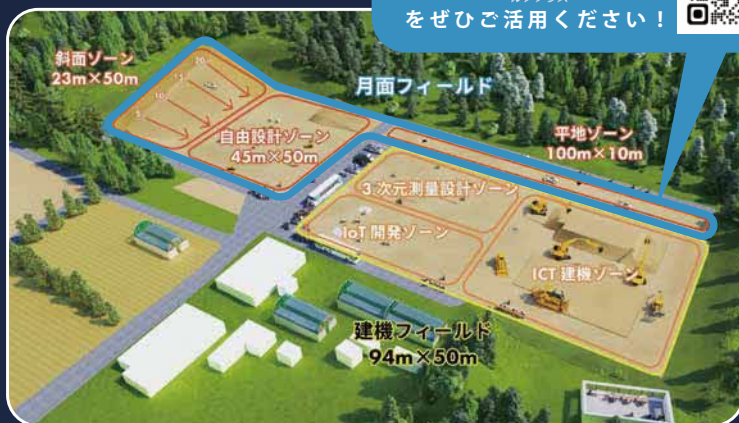 をぜひご活用ください！
斜面ゾーン
23m×50m
20
15
10
5
月面フィールド
自由設計ゾーン
45m×50m
平地ゾーン
100m×10m
3次元測量設計ゾーン
IoT開発ゾーン
ICT建機ゾーン
建機フィールド
94m×50m